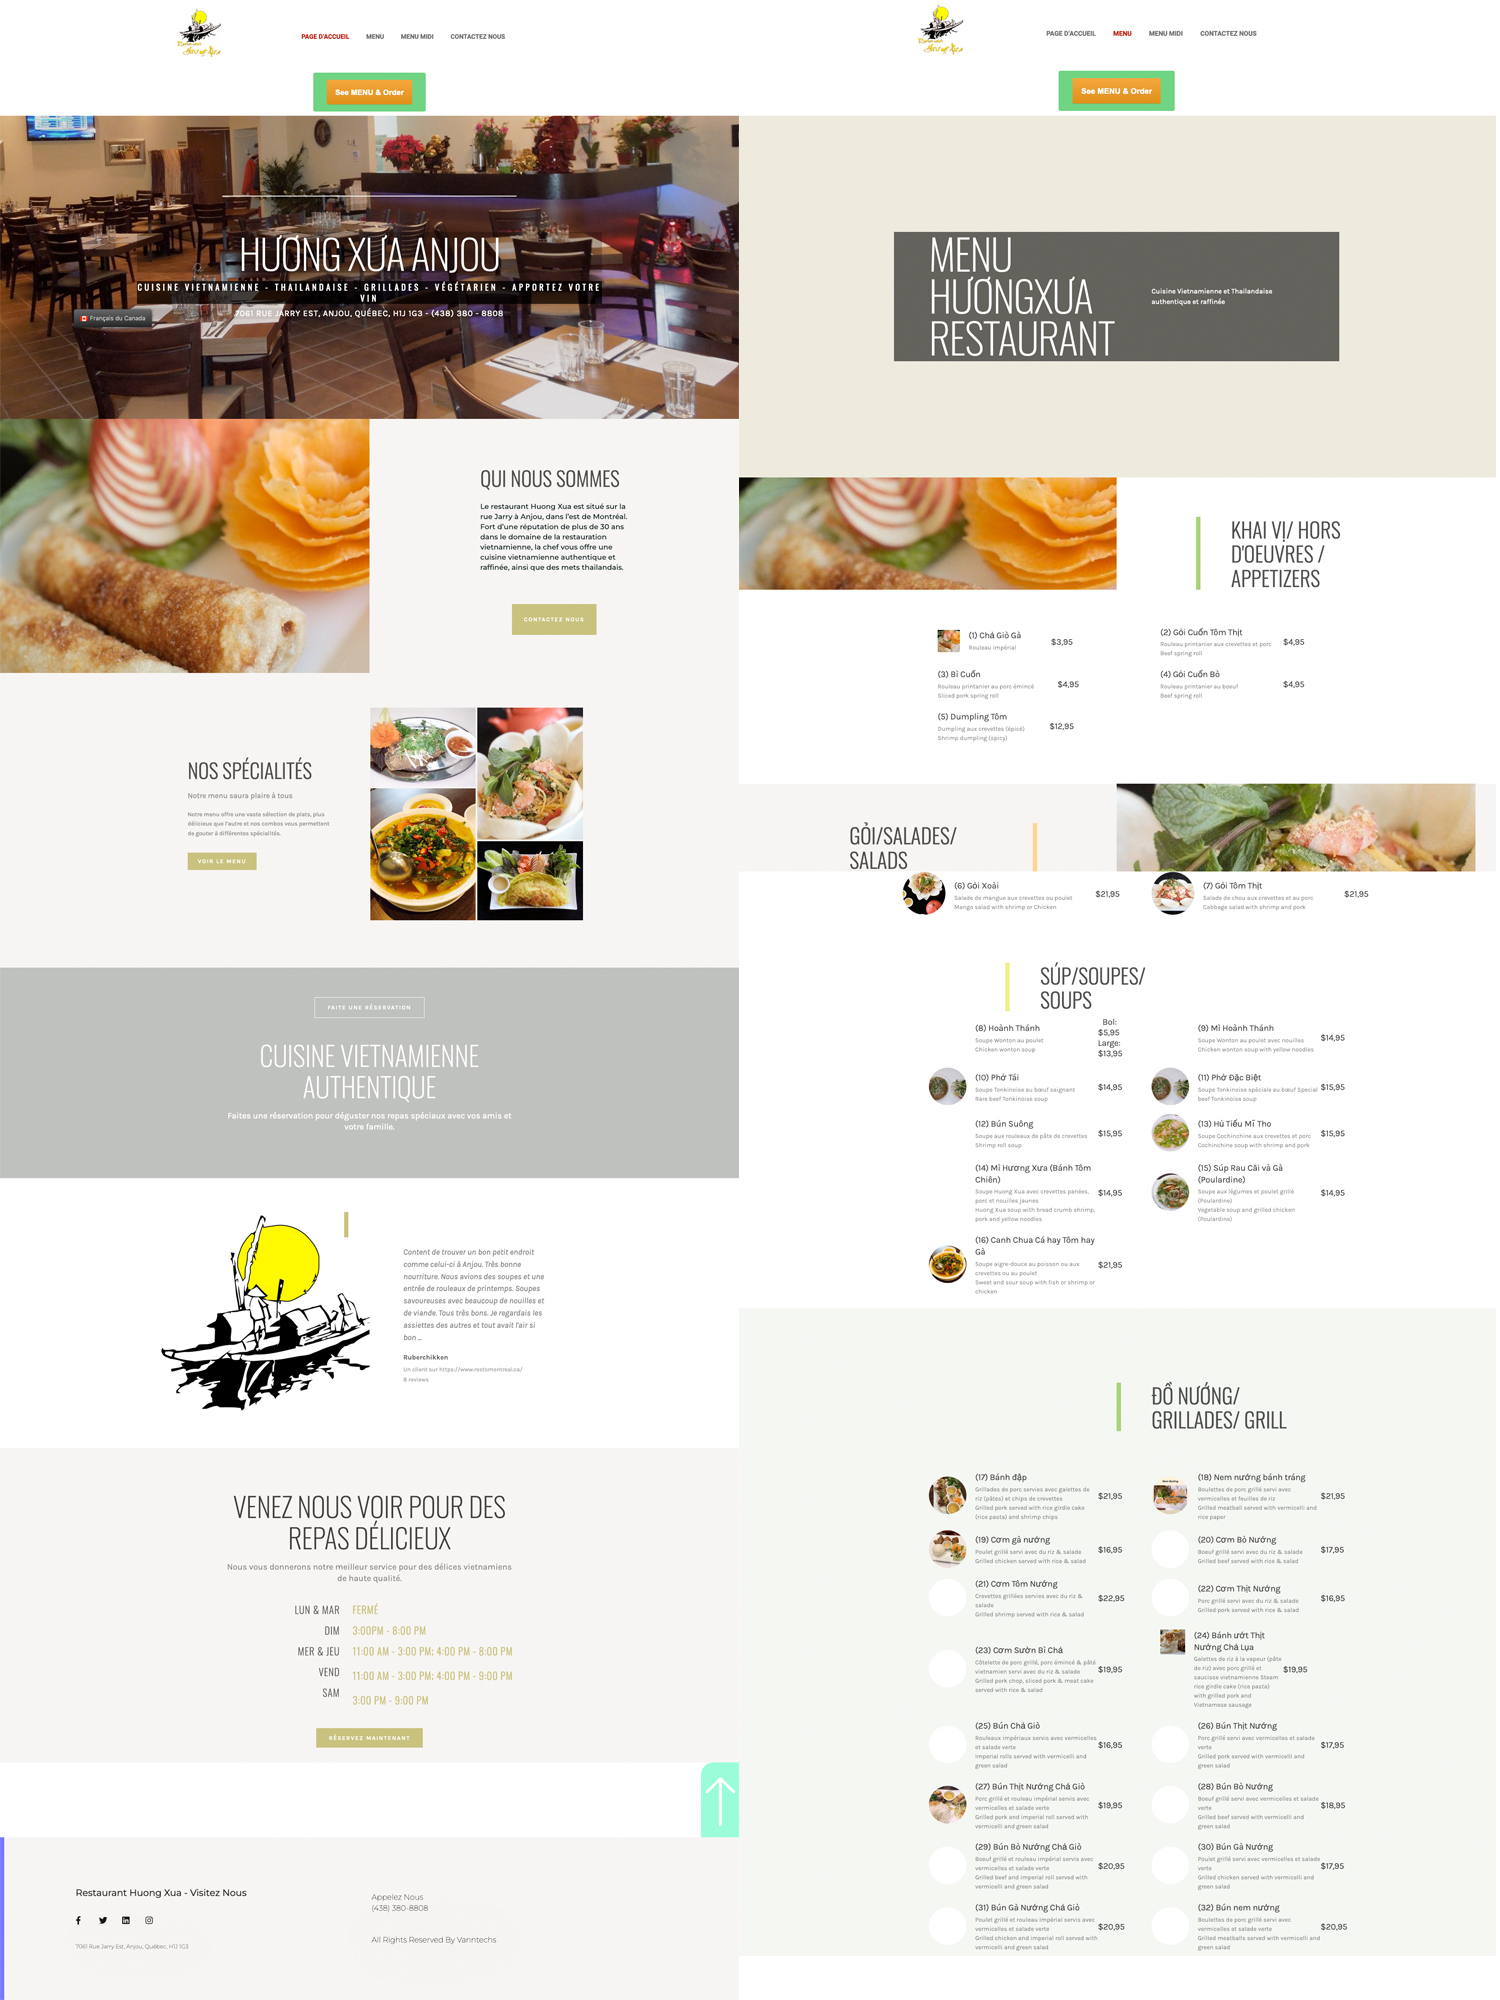 PAGE D'ACCUEIL
MENU
MENU MIDI
CONTACTEZ NOUS
See MENU & Order
HƯƠNG XƯA ANJOU
CUISINE VIETNAMIENNE - THAILANDAISE - GRILLADES - VÉGÉTARIEN - APPORTEZ VOTRE
VIN
7061 RUE JARRY EST, ANJOU, QUÉBEC, H1J 1G3 - (438) 380 - 8808
Français du Canada
QUI NOUS SOMMES
Le restaurant Huong Xua est situé sur la
rue Jarry à Anjou, dans l'est de Montréal.
Fort d'une réputation de plus de 30 ans
dans le domaine de la restauration
vietnamienne, la chef vous offre une
cuisine vietnamienne authentique et
raffinée, ainsi que des mets thaïlandais.
CONTACTEZ NOUS
NOS SPÉCIALITÉS
Notre menu saura plaire à tous
Notre menu offre une vaste sélection de plats, plus
délicieux que l'autre et nos combos vous permettent
de gouter à différentes spécialités.
VOIR LE MENU
FAITE UNE RÉSERVATION
CUISINE VIETNAMIENNE
AUTHENTIQUE
Faites une réservation pour déguster nos repas spéciaux avec vos amis et
votre famille.
Content de trouver un bon petit endroit
comme celui-ci à Anjou. Très bonne
nourriture. Nous avions des soupes et une
entrée de rouleaux de printemps. Soupes
savoureuses avec beaucoup de nouilles et
de viande. Tous très bons. Je regardais les
assiettes des autres et tout avait l'air si
bon ...
Ruberchikken
Un client sur https://www.restomontreal.ca/
8 reviews
VENEZ NOUS VOIR POUR DES
REPAS DÉLICIEUX
Nous vous donnerons notre meilleur service pour des délices vietnamiens
de haute qualité.
LUN & MAR FERMÉ
DIM 3:00PM - 8:00 PM
MER & JEU 11:00 AM - 3:00 PM; 4:00 PM - 8:00 PM
VEND 11:00 AM - 3:00 PM; 4:00 PM - 9:00 PM
SAM 3:00 PM - 9:00 PM
RÉSERVEZ MAINTENANT
Restaurant Huong Xua - Visitez Nous
7061 Rue Jarry Est, Anjou, Québec, H1J 1G3
Appelez Nous
(438) 380-8808
All Rights Reserved By Vanntechs
PAGE D'ACCUEIL
MENU
MENU MIDI
CONTACTEZ NOUS
See MENU & Order
MENU
HƯƠNGXƯA
RESTAURANT
Cuisine Vietnamienne et Thailandaise
authentique et raffinée
KHAI VỊ/ HORS
D'OEUVRES /
APPETIZERS
(1) Chá Giò Gà
Rouleau impérial
$3,95
(2) Gỏi Cuốn Tôm Thịt
Rouleau printanier aux crevettes et porc
Beef spring roll
$4,95
(3) Bì Cuốn
Rouleau printanier au porc émincé
Sliced pork spring roll
$4,95
(4) Gỏi Cuốn Bò
Rouleau printanier au boeuf
Beef spring roll
$4,95
(5) Dumpling Tôm
Dumpling aux crevettes (épicé)
Shrimp dumpling (spicy)
$12,95
GỎI/SALADES/
SALADS
(6) Gỏi Xoài
Salade de mangue aux crevettes ou poulet
Mango salad with shrimp or Chicken
$21,95
(7) Gỏi Tôm Thịt
Salade de chou aux crevettes et au porc
Cabbage salad with shrimp and pork
$21,95
SÚP/SOUPES/
SOUPS
(8) Hoành Thánh
Soupe Wonton au poulet
Chicken wonton soup
Bol:
$5,95
Large:
$13,95
(9) Mì Hoành Thánh
Soupe Wonton au poulet avec nouilles
Chicken wonton soup with yellow noodles
$14,95
(10) Phở Tái
Soupe Tonkinoise au bœuf saignant
Rare beef Tonkinoise soup
$14,95
(11) Phở Đặc Biệt
Soupe Tonkinoise spéciale au bœuf Special
beef Tonkinoise soup
$15,95
(12) Bún Suông
Soupe aux rouleaux de pâte de crevettes
Shrimp roll soup
$15,95
(13) Hủ Tiếu Mĩ Tho
Soupe Cochinchine aux crevettes et porc
Cochinchine soup with shrimp and pork
$15,95
(14) Mì Hương Xưa (Bánh Tôm
Chiên)
Soupe Huong Xua avec crevettes panées,
porc et nouilles jaunes
Huong Xua soup with bread crumb shrimp,
pork and yellow noodles
$14,95
(15) Súp Rau Cải và Gà
(Poulardine)
Soupe aux légumes et poulet grillé
(Poulardine)
Vegetable soup and grilled chicken
(Poulardine)
$14,95
(16) Canh Chua Cá hay Tôm hay
Gà
Soupe aigre-douce au poisson ou aux
crevettes ou au poulet
Sweet and sour soup with fish or shrimp or
chicken
$21,95
ĐỒ NƯỚNG/
GRILLADES/ GRILL
(17) Bánh đập
Grillades de porc servies avec galettes de
riz (pâtes) et chips de crevettes
Grilled pork served with rice girdle cake
(rice pasta) and shrimp chips
$21,95
(18) Nem nướng bánh tráng
Boulettes de porc grillé servi avec
vermicelles et feuilles de riz
Grilled meatball served with vermicelli and
rice paper
$21,95
(19) Cơm gà nướng
Poulet grillé servi avec du riz & salade
Grilled chicken served with rice & salad
$16,95
(20) Cơm Bò Nướng
Boeuf grillé servi avec du riz & salade
Grilled beef served with rice & salad
$17,95
(21) Cơm Tôm Nướng
Crevettes grillées servies avec du riz &
salade
Grilled shrimp served with rice & salad
$22,95
(22) Cơm Thịt Nướng
Porc grillé servi avec du riz & salade
Grilled pork served with rice & salad
$16,95
(23) Cơm Sườn Bì Chả
Côtelette de porc grillé, porc émincé & pâté
vietnamien servi avec du riz & salade
Grilled pork chop, sliced pork & meat cake
served with rice & salad
$19,95
(24) Bánh ướt Thịt
Nướng Chả Lụa
Galettes de riz à la vapeur (pâte
de riz) avec porc grillé et
saucisse vietnamienne Steam
rice girdle cake (rice pasta)
with grilled pork and
Vietnamese sausage
$19,95
(25) Bún Chả Giò
Rouleaux impériaux servis avec vermicelles
et salade verte
Imperial rolls served with vermicelli and
green salad
$16,95
(26) Bún Thịt Nướng
Porc grillé servi avec vermicelles et salade
verte
Grilled pork served with vermicelli and
green salad
$17,95
(27) Bún Thịt Nướng Chả Giò
Porc grillé et rouleau impérial servis avec
vermicelles et salade verte
Grilled pork and imperial roll served with
vermicelli and green salad
$19,95
(28) Bún Bò Nướng
Boeuf grillé servi avec vermicelles et salade
verte
Grilled beef served with vermicelli and
green salad
$18,95
(29) Bún Bò Nướng Chả Giò
Boeuf grillé et rouleau impérial servis avec
vermicelles et salade verte
Grilled beef and imperial roll served with
vermicelli and green salad
$20,95
(30) Bún Gà Nướng
Poulet grillé servi avec vermicelles et salade
verte
Grilled chicken served with vermicelli and
green salad
$17,95
(31) Bún Gà Nướng Chả Giò
Poulet grillé et rouleau impérial servis avec
vermicelles et salade verte
Grilled chicken and imperial roll served with
vermicelli and green salad
$20,95
(32) Bún nem nướng
Boulettes de porc grillé servi avec
vermicelles et salade verte
Grilled meatballs served with vermicelli and
green salad
$20,95